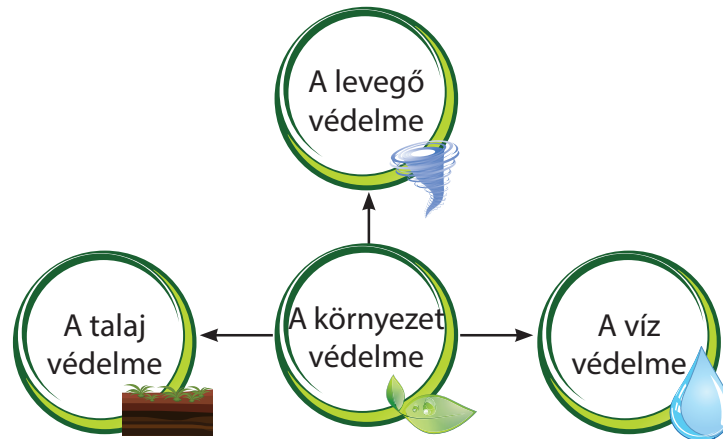 A levegő
védelme
A talaj
védelme
A környezet
védelme
A víz
védelme